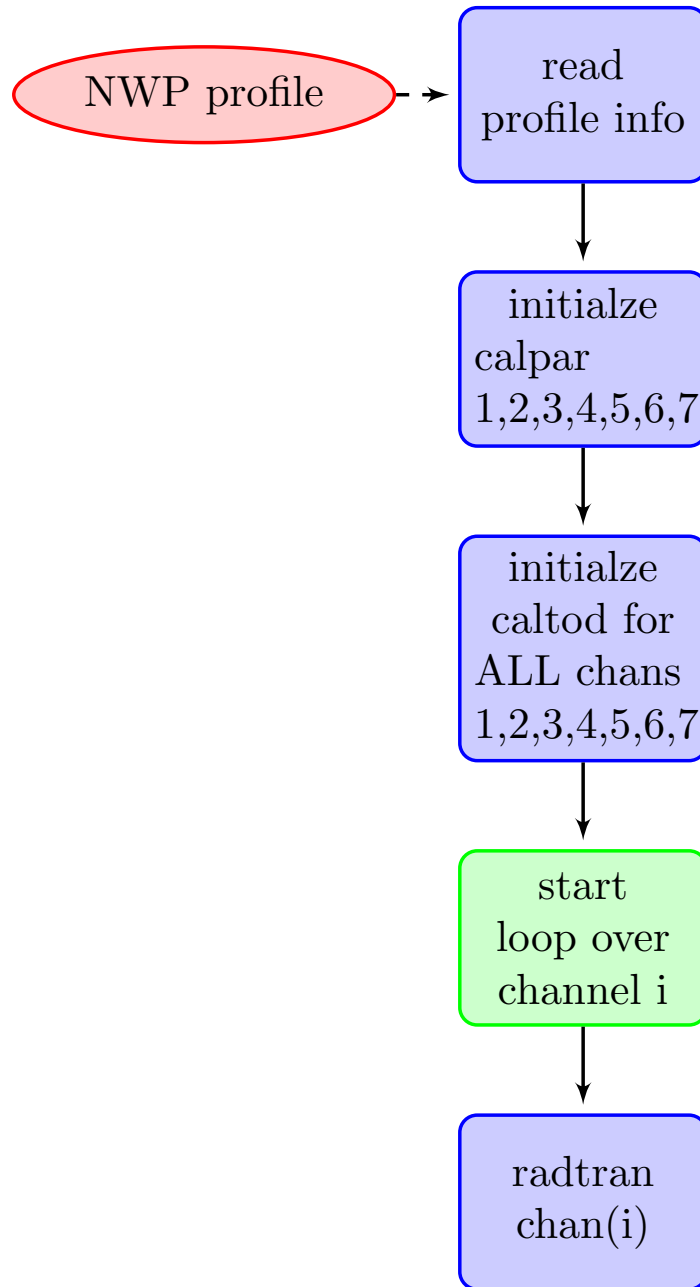 NWP profile
read
profile info
initialze
calpar
1,2,3,4,5,6,7
initialze
caltod for
ALL chans
1,2,3,4,5,6,7
start
loop over
channel i
radtran
chan(i)